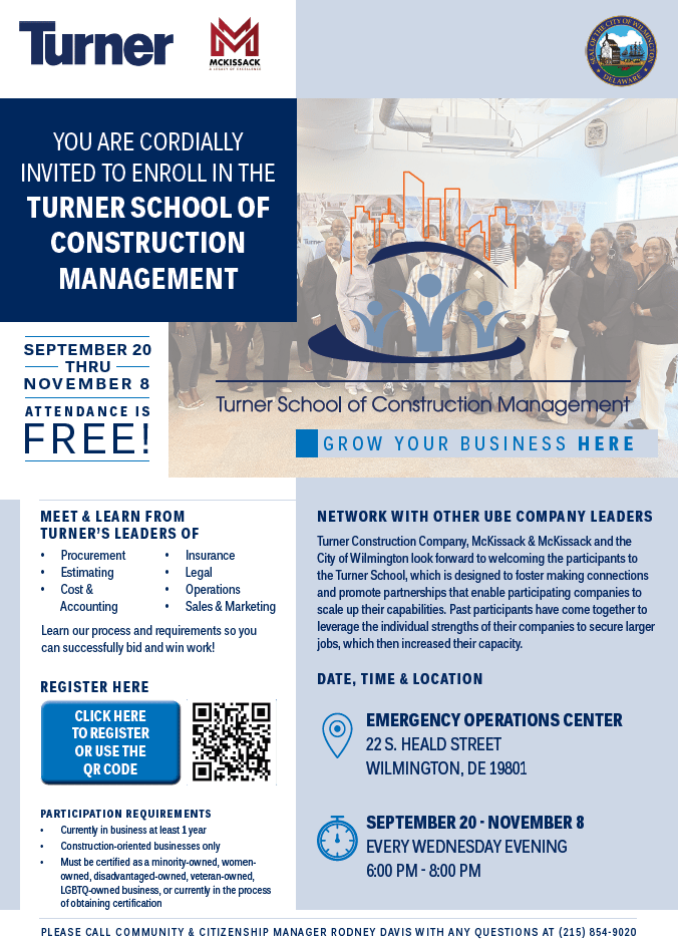 Turner
MCKISSACK
SEAL OF THE CITY OF WILMINGTON
DELAWARE
YOU ARE CORDIALLY
INVITED TO ENROLL IN THE
TURNER SCHOOL OF
CONSTRUCTION
MANAGEMENT
SEPTEMBER 20
THRU
NOVEMBER 8
ATTENDANCE IS
FREE!
Turner School of Construction Management
GROW YOUR BUSINESS HERE
MEET & LEARN FROM
TURNER'S LEADERS OF
• Procurement
• Estimating
• Cost &
Accounting
• Insurance
• Legal
• Operations
• Sales & Marketing
Learn our process and requirements so you
can successfully bid and win work!
REGISTER HERE
CLICK HERE
TO REGISTER
OR USE THE
QR CODE
PARTICIPATION REQUIREMENTS
• Currently in business at least 1 year
• Construction-oriented businesses only
• Must be certified as a minority-owned, women-
owned, disadvantaged-owned, veteran-owned,
LGBTQ-owned business, or currently in the process
of obtaining certification
NETWORK WITH OTHER UBE COMPANY LEADERS
Turner Construction Company, McKissack & McKissack and the
City of Wilmington look forward to welcoming the participants to
the Turner School, which is designed to foster making connections
and promote partnerships that enable participating companies to
scale up their capabilities. Past participants have come together to
leverage the individual strengths of their companies to secure larger
jobs, which then increased their capacity.
DATE, TIME & LOCATION
EMERGENCY OPERATIONS CENTER
22 S. HEALD STREET
WILMINGTON, DE 19801
SEPTEMBER 20 - NOVEMBER 8
EVERY WEDNESDAY EVENING
6:00 PM - 8:00 PM
PLEASE CALL COMMUNITY & CITIZENSHIP MANAGER RODNEY DAVIS WITH ANY QUESTIONS AT (215) 854-9020